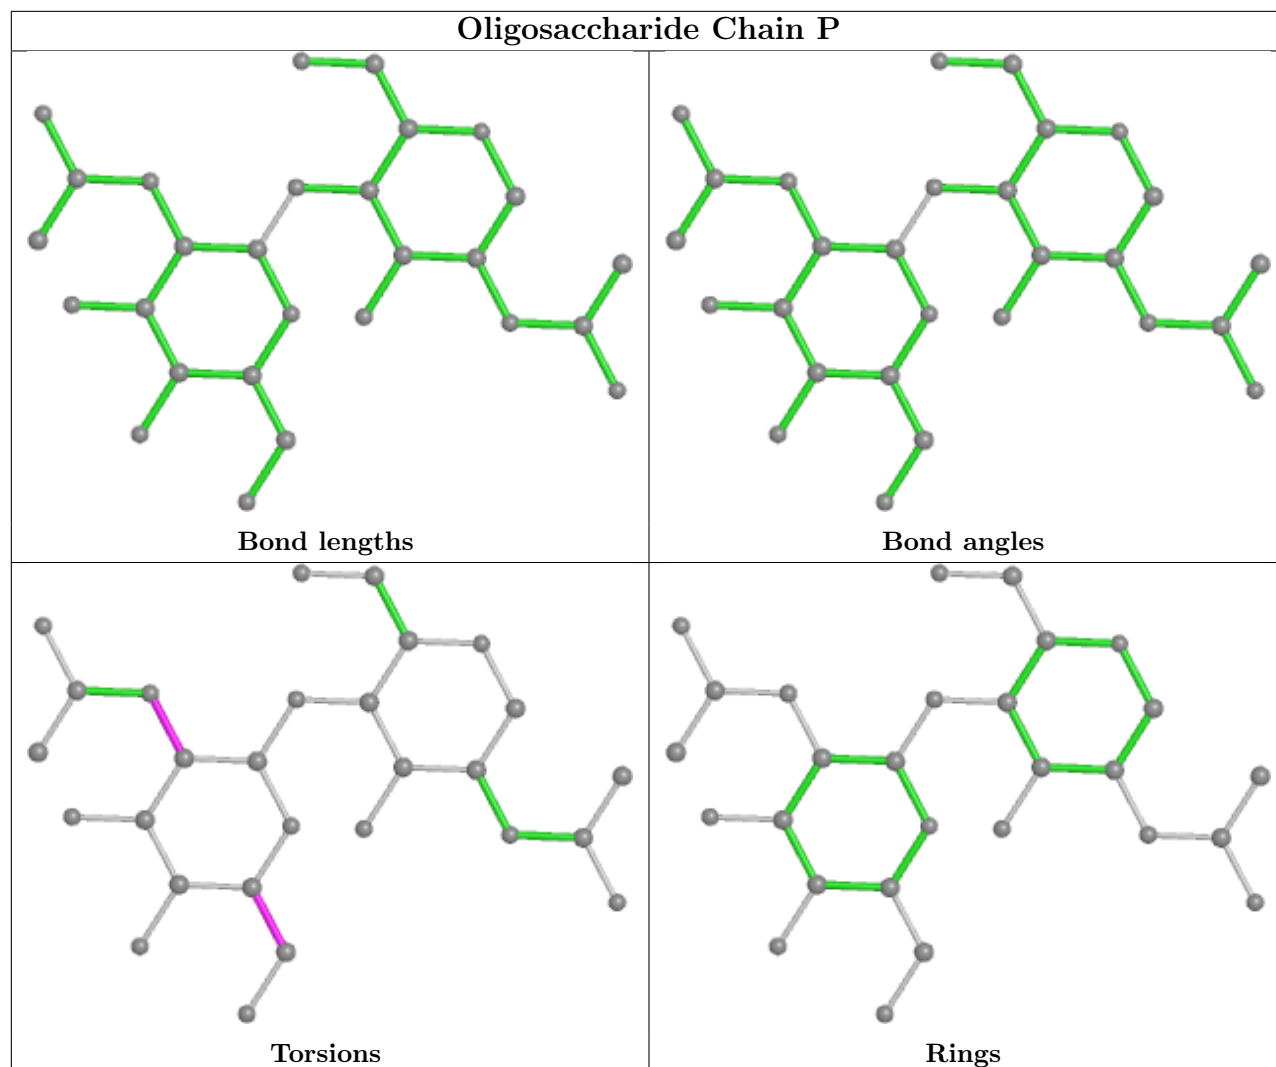 Oligosaccharide Chain P
Bond lengths
Bond angles
Torsions
Rings